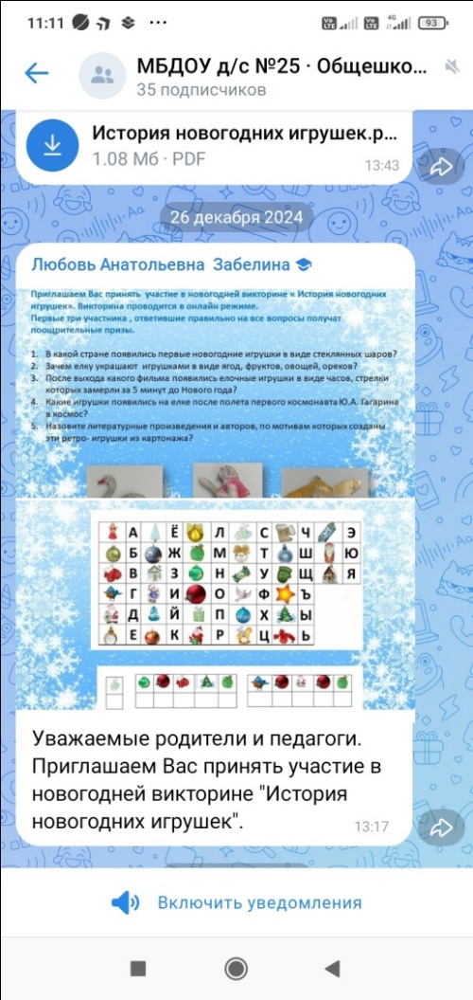 11:11
Vo LTE
Vo LTE
4G
93
МБДОУ д/с №25 · Общешко...
35 подписчиков
История новогодних игрушек.p...
1.08 Мб · PDF
13:43
26 декабря 2024
Любовь Анатольевна Забелина
Приглашаем Вас принять участие в новогодней викторине « История новогодних
игрушек». Викторина проводится в онлайн режиме.
Первые три участника , ответившие правильно на все вопросы получат
поощрительные призы.
1. В какой стране появились первые новогодние игрушки в виде стеклянных шаров?
2. Зачем елку украшают игрушками в виде ягод, фруктов, овощей, орехов?
3. После выхода какого фильма появились елочные игрушки в виде часов, стрелки
которых замерли за 5 минут до Нового года?
4. Какие игрушки появились на елке после полета первого космонавта Ю.А. Гагарина
в космос?
5. Назовите литературные произведения и авторов, по мотивам которых созданы
эти ретро- игрушки из картонажа?
А Ё Л С Ч Э
Б Ж М Т Ш Ю
В З Н У Щ Я
Г И О Ф Ъ
Д Й П Х Ы
Е К Р Ц Ь
Уважаемые родители и педагоги.
Приглашаем Вас принять участие в
новогодней викторине "История
новогодних игрушек".
13:17
Включить уведомления